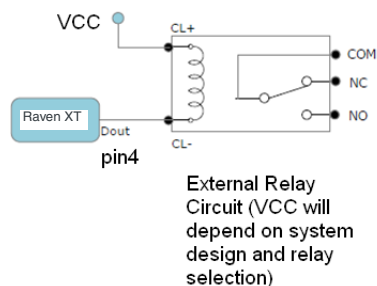 VCC
CL+
COM
NC
NO
Raven XT
Dout
pin4
CL-
External Relay
Circuit (VCC will
depend on system
design and relay
selection)